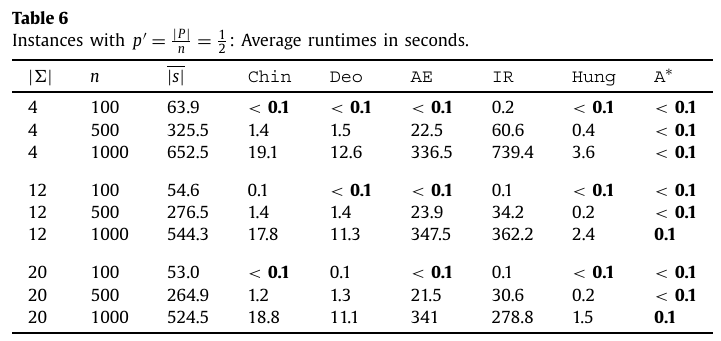 Table 6
Instances with p′ = |P|/n = 1/2: Average runtimes in seconds.
|Σ| n |s| Chin Deo AE IR Hung A*
4 100 63.9 < 0.1 < 0.1 < 0.1 0.2 < 0.1 < 0.1
4 500 325.5 1.4 1.5 22.5 60.6 0.4 < 0.1
4 1000 652.5 19.1 12.6 336.5 739.4 3.6 < 0.1
12 100 54.6 0.1 < 0.1 < 0.1 0.1 < 0.1 < 0.1
12 500 276.5 1.4 1.4 23.9 34.2 0.2 < 0.1
12 1000 544.3 17.8 11.3 347.5 362.2 2.4 0.1
20 100 53.0 < 0.1 0.1 < 0.1 0.1 < 0.1 < 0.1
20 500 264.9 1.2 1.3 21.5 30.6 0.2 < 0.1
20 1000 524.5 18.8 11.1 341 278.8 1.5 0.1